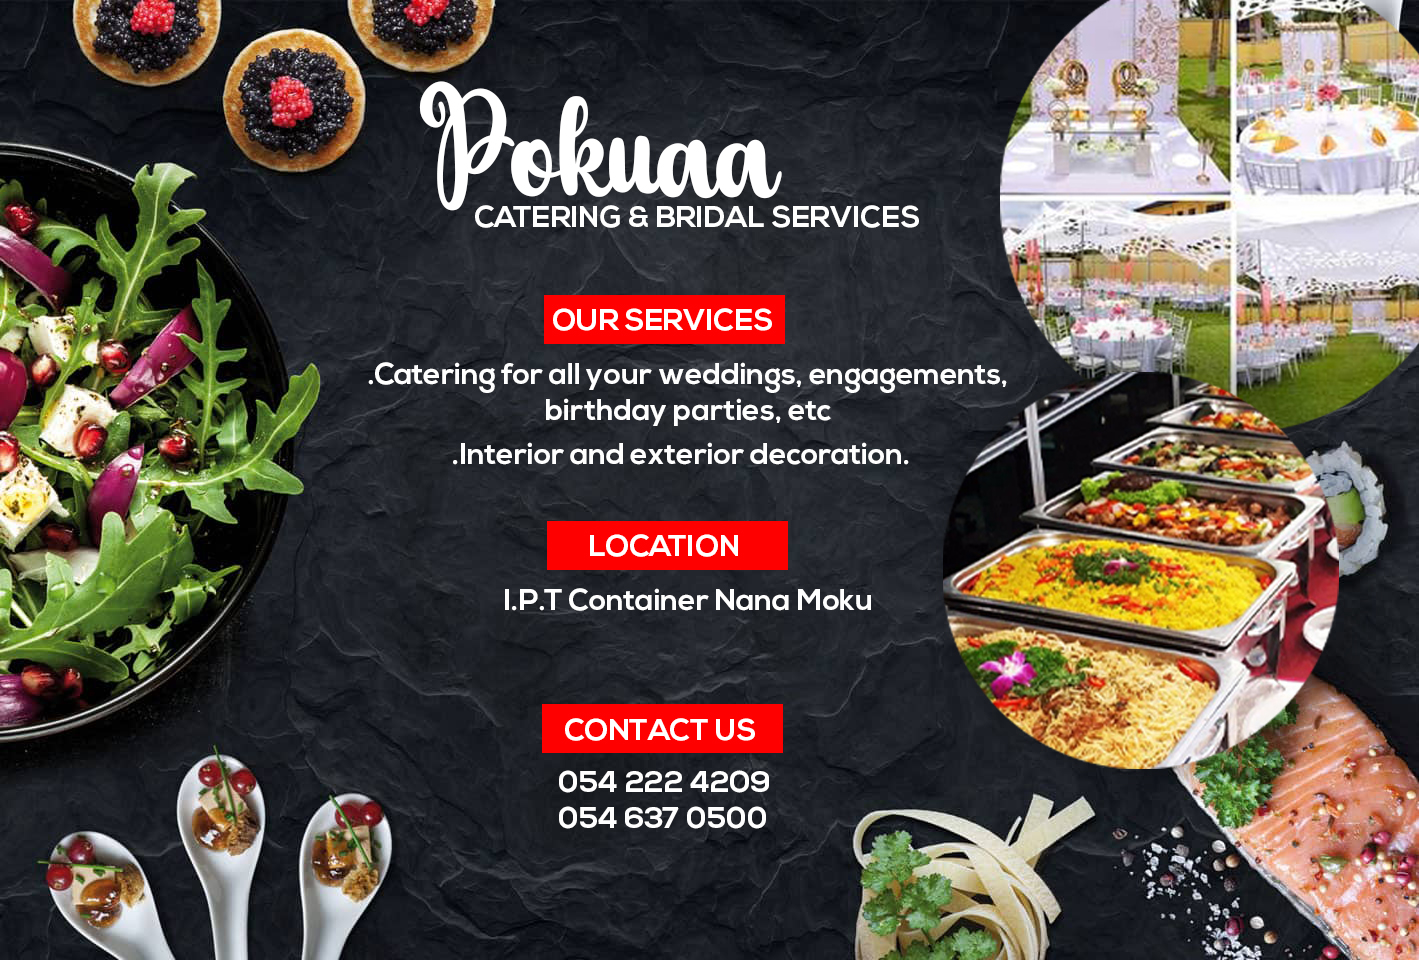 Pokuaa
CATERING & BRIDAL SERVICES
OUR SERVICES
.Catering for all your weddings, engagements,
birthday parties, etc
.Interior and exterior decoration.
LOCATION
I.P.T Container Nana Moku
CONTACT US
054 222 4209
054 637 0500